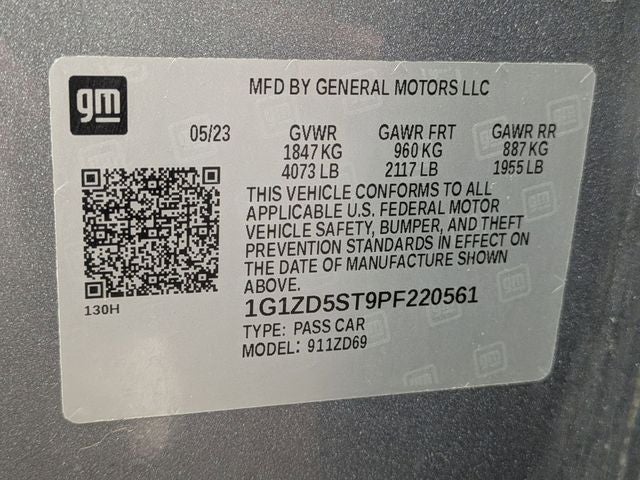 gm
MFD BY GENERAL MOTORS LLC
05/23 GVWR GAWR FRT GAWR RR
1847 KG 960 KG 887 KG
4073 LB 2117 LB 1955 LB
THIS VEHICLE CONFORMS TO ALL
APPLICABLE U.S. FEDERAL MOTOR
VEHICLE SAFETY, BUMPER, AND THEFT
PREVENTION STANDARDS IN EFFECT ON
THE DATE OF MANUFACTURE SHOWN
ABOVE.
130H
1G1ZD5ST9PF220561
TYPE: PASS CAR
MODEL: 911ZD69